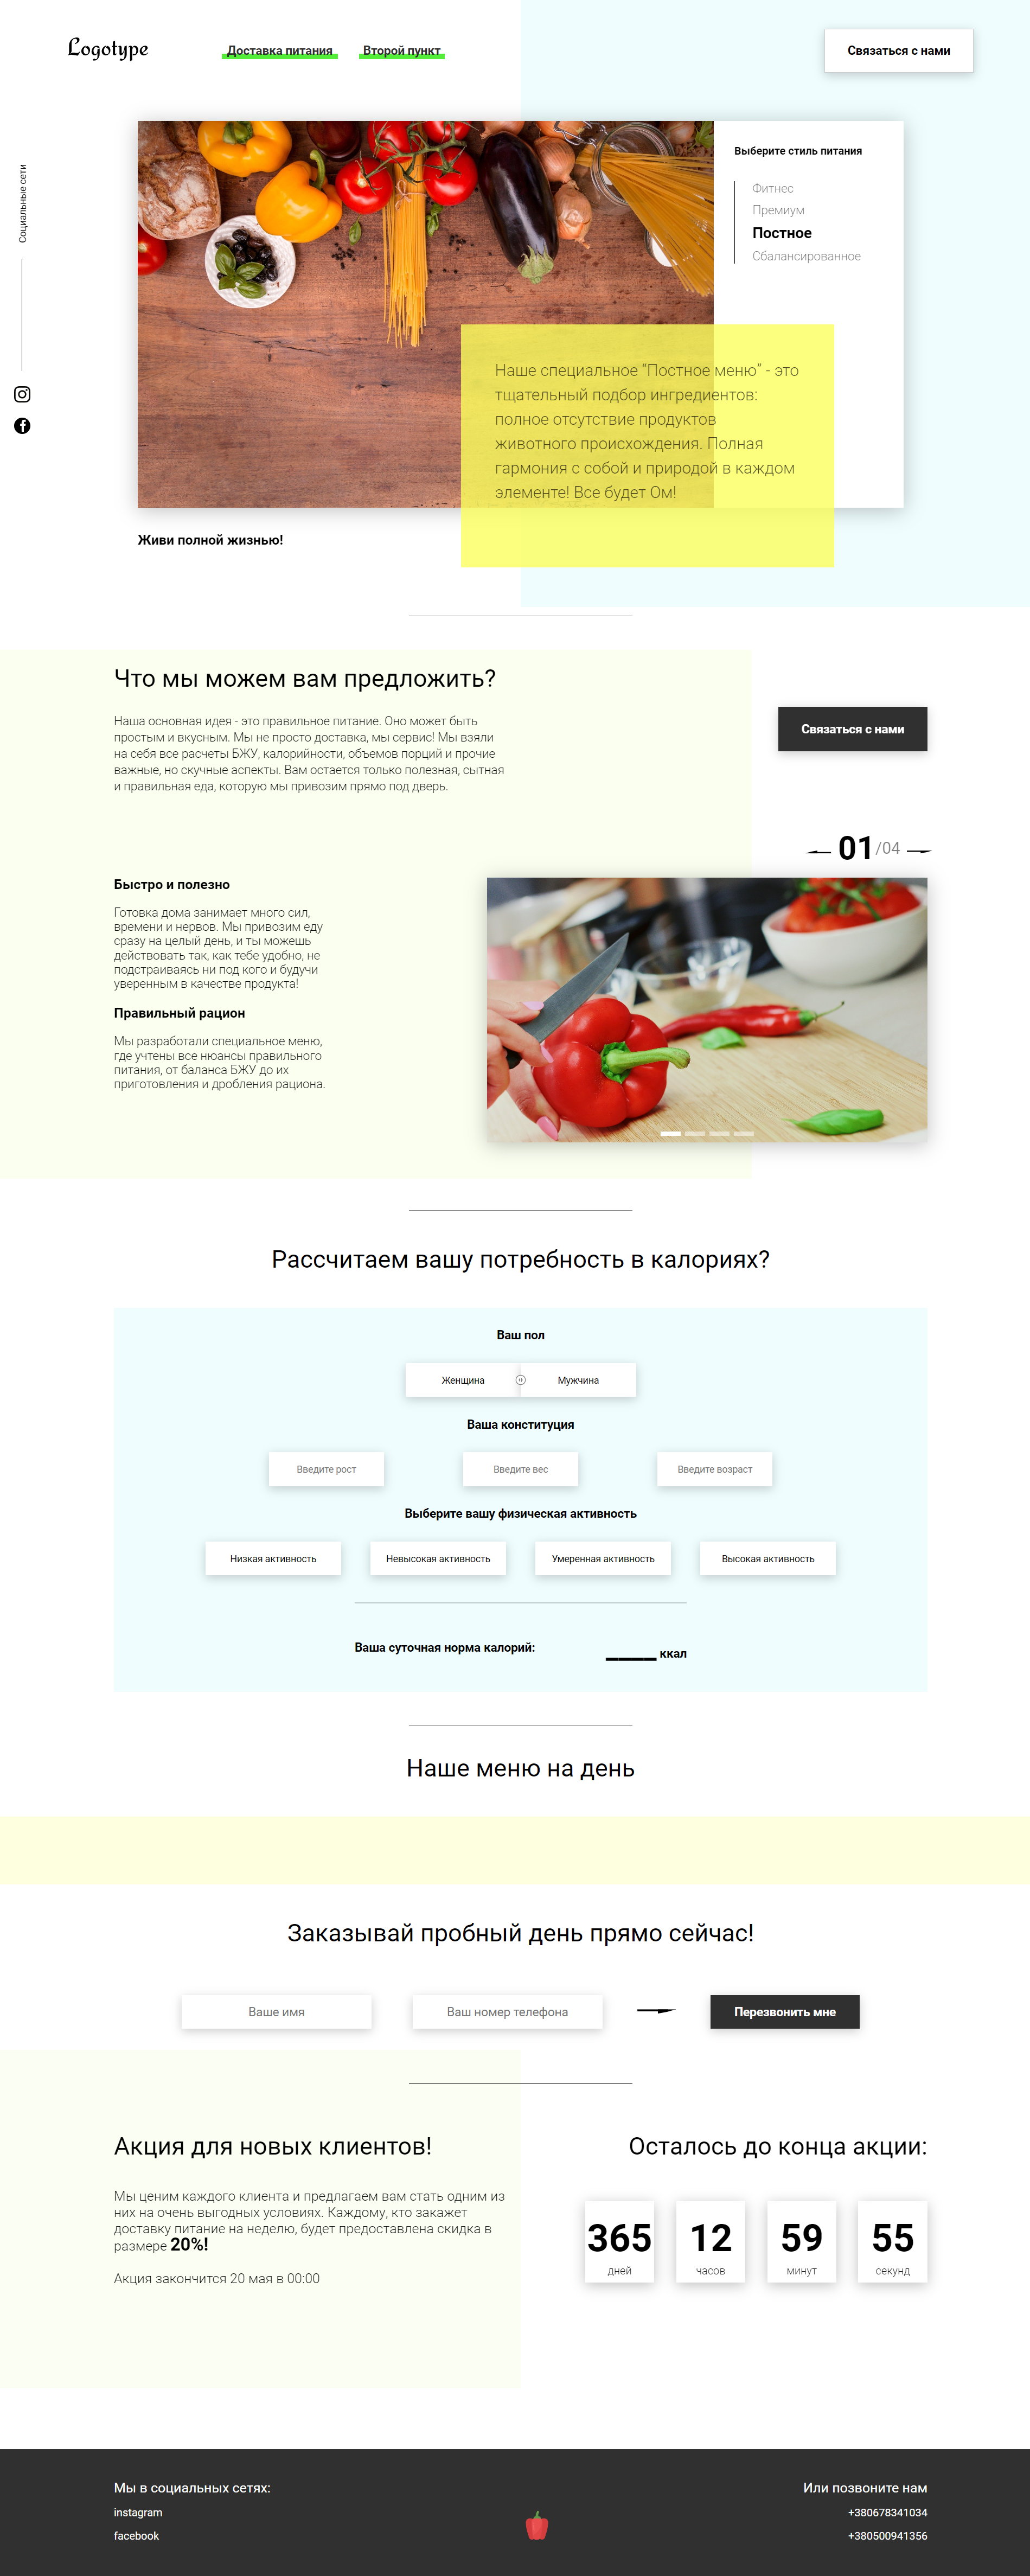 Logotype
Доставка питания
Второй пункт
Связаться с нами
Социальные сети
Выберите стиль питания
Фитнес
Премиум
Постное
Сбалансированное
Наше специальное “Постное меню” - это
тщательный подбор ингредиентов:
полное отсутствие продуктов
животного происхождения. Полная
гармония с собой и природой в каждом
элементе! Все будет Ом!
Живи полной жизнью!
Что мы можем вам предложить?
Наша основная идея - это правильное питание. Оно может быть
простым и вкусным. Мы не просто доставка, мы сервис! Мы взяли
на себя все расчеты БЖУ, калорийности, объемов порций и прочие
важные, но скучные аспекты. Вам остается только полезная, сытная
и правильная еда, которую мы привозим прямо под дверь.
Связаться с нами
01/04
Быстро и полезно
Готовка дома занимает много сил,
времени и нервов. Мы привозим еду
сразу на целый день, и ты можешь
действовать так, как тебе удобно, не
подстраиваясь ни под кого и будучи
уверенным в качестве продукта!
Правильный рацион
Мы разработали специальное меню,
где учтены все нюансы правильного
питания, от баланса БЖУ до их
приготовления и дробления рациона.
Рассчитаем вашу потребность в калориях?
Ваш пол
Женщина
Мужчина
Ваша конституция
Введите рост
Введите вес
Введите возраст
Выберите вашу физическая активность
Низкая активность
Невысокая активность
Умеренная активность
Высокая активность
Ваша суточная норма калорий:
____ ккал
Наше меню на день
Заказывай пробный день прямо сейчас!
Ваше имя
Ваш номер телефона
Перезвонить мне
Акция для новых клиентов!
Мы ценим каждого клиента и предлагаем вам стать одним из
них на очень выгодных условиях. Каждому, кто закажет
доставку питание на неделю, будет предоставлена скидка в
размере 20%!
Акция закончится 20 мая в 00:00
Осталось до конца акции:
365
дней
12
часов
59
минут
55
секунд
Мы в социальных сетях:
instagram
facebook
Или позвоните нам
+380678341034
+380500941356